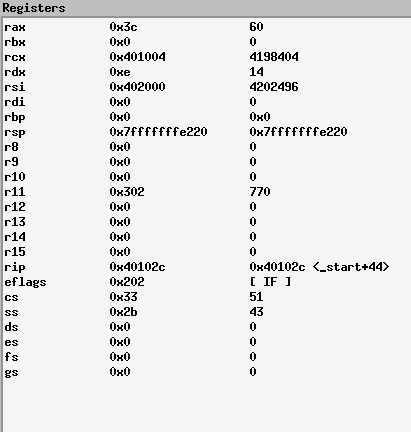 Registers
rax 0x3c 60
rbx 0x0 0
rcx 0x401004 4198404
rdx 0xe 14
rsi 0x402000 4202496
rdi 0x0 0
rbp 0x0 0x0
rsp 0x7fffffffe220 0x7fffffffe220
r8 0x0 0
r9 0x0 0
r10 0x0 0
r11 0x302 770
r12 0x0 0
r13 0x0 0
r14 0x0 0
r15 0x0 0
rip 0x40102c 0x40102c <_start+44>
eflags 0x202 [ IF ]
cs 0x33 51
ss 0x2b 43
ds 0x0 0
es 0x0 0
fs 0x0 0
gs 0x0 0